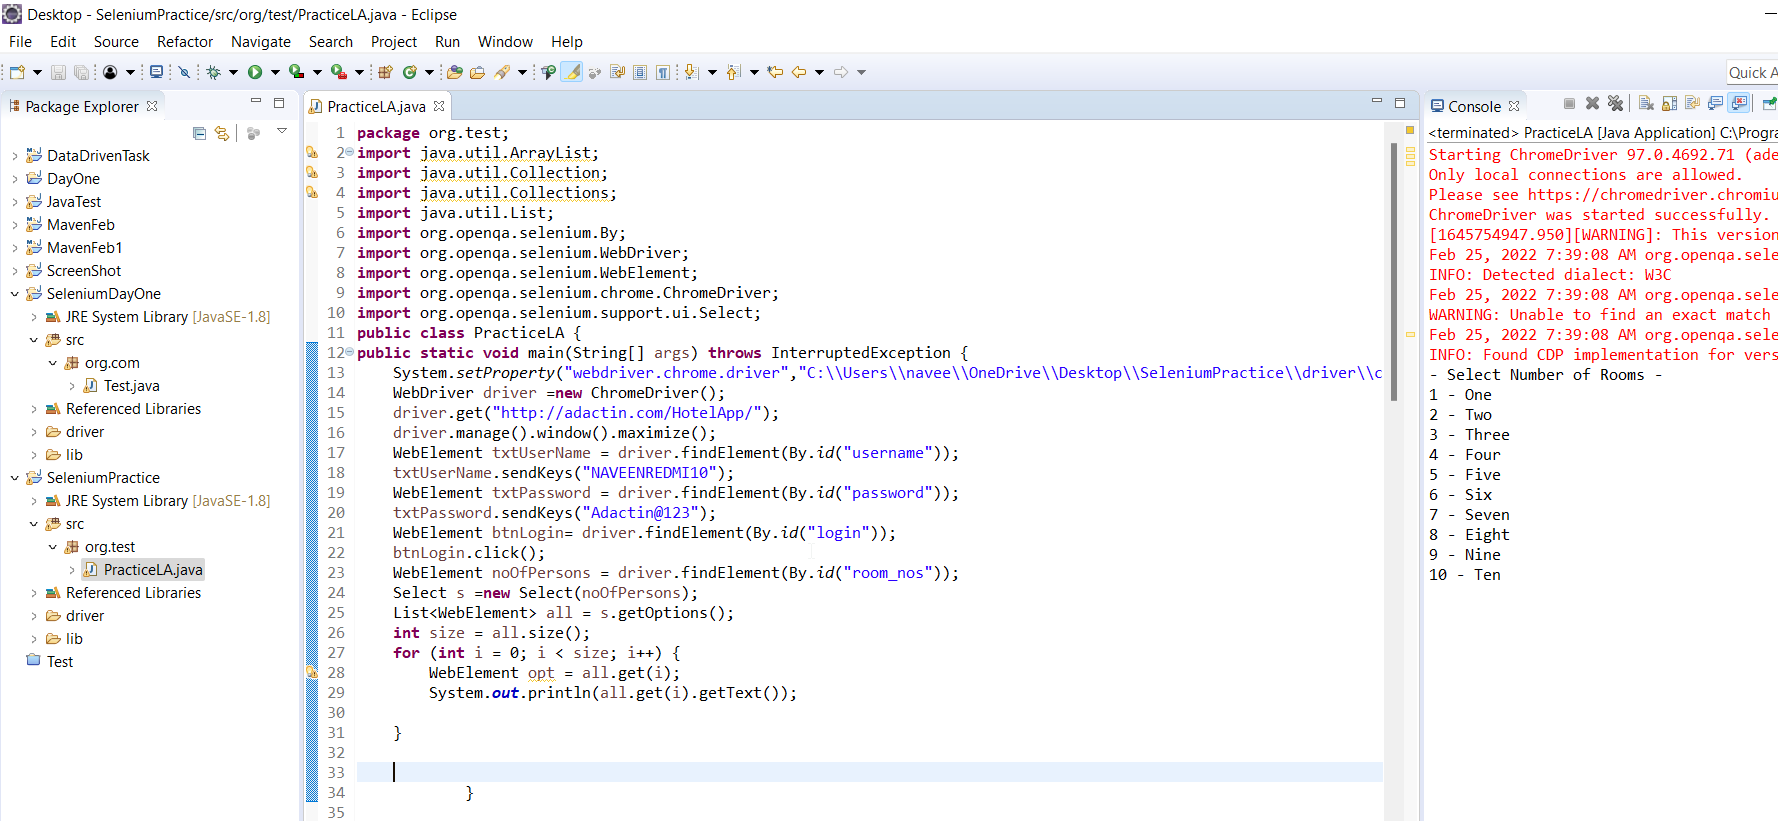 Desktop - SeleniumPractice/src/org/test/PracticeLA.java - Eclipse
File Edit Source Refactor Navigate Search Project Run Window Help
Quick A
Package Explorer
DataDrivenTask
DayOne
JavaTest
MavenFeb
MavenFeb1
ScreenShot
SeleniumDayOne
JRE System Library [JavaSE-1.8]
src
org.com
Test.java
Referenced Libraries
driver
lib
SeleniumPractice
JRE System Library [JavaSE-1.8]
src
org.test
PracticeLA.java
Referenced Libraries
driver
lib
Test
PracticeLA.java
1 package org.test;
2 import java.util.ArrayList;
3 import java.util.Collection;
4 import java.util.Collections;
5 import java.util.List;
6 import org.openqa.selenium.By;
7 import org.openqa.selenium.WebDriver;
8 import org.openqa.selenium.WebElement;
9 import org.openqa.selenium.chrome.ChromeDriver;
10 import org.openqa.selenium.support.ui.Select;
11 public class PracticeLA {
12 public static void main(String[] args) throws InterruptedException {
13 System.setProperty("webdriver.chrome.driver","C:\\Users\\navee\\OneDrive\\Desktop\\SeleniumPractice\\driver\\c
14 WebDriver driver =new ChromeDriver();
15 driver.get("http://adactin.com/HotelApp/");
16 driver.manage().window().maximize();
17 WebElement txtUserName = driver.findElement(By.id("username"));
18 txtUserName.sendKeys("NAVEENREDMI10");
19 WebElement txtPassword = driver.findElement(By.id("password"));
20 txtPassword.sendKeys("Adactin@123");
21 WebElement btnLogin= driver.findElement(By.id("login"));
22 btnLogin.click();
23 WebElement noOfPersons = driver.findElement(By.id("room_nos"));
24 Select s =new Select(noOfPersons);
25 List<WebElement> all = s.getOptions();
26 int size = all.size();
27 for (int i = 0; i < size; i++) {
28 WebElement opt = all.get(i);
29 System.out.println(all.get(i).getText());
30
31 }
32
33
34 }
35
Console
<terminated> PracticeLA [Java Application] C:\Progra
Starting ChromeDriver 97.0.4692.71 (ade
Only local connections are allowed.
Please see https://chromedriver.chromiu
ChromeDriver was started successfully.
[1645754947.950][WARNING]: This version
Feb 25, 2022 7:39:08 AM org.openqa.sele
INFO: Detected dialect: W3C
Feb 25, 2022 7:39:08 AM org.openqa.sele
WARNING: Unable to find an exact match
Feb 25, 2022 7:39:08 AM org.openqa.sele
INFO: Found CDP implementation for vers
- Select Number of Rooms -
1 - One
2 - Two
3 - Three
4 - Four
5 - Five
6 - Six
7 - Seven
8 - Eight
9 - Nine
10 - Ten